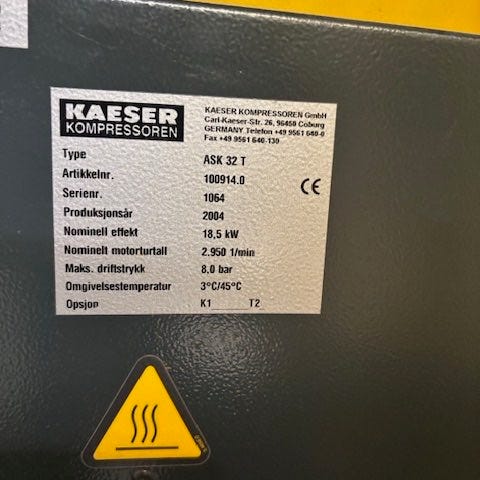 KAESER
KOMPRESSOREN
KAESER KOMPRESSOREN GmbH
Carl-Kaeser-Str. 26, 96450 Coburg
GERMANY Telefon +49 9561 640-0
Fax +49 9561 640-130
CE
Type ASK 32 T
Artikkelnr. 100914.0
Serienr. 1064
Produksjonsår 2004
Nominell effekt 18,5 kW
Nominelt motorturtall 2.950 1/min
Maks. driftstrykk 8,0 bar
Omgivelsestemperatur 3°C/45°C
Opsjon K1 T2